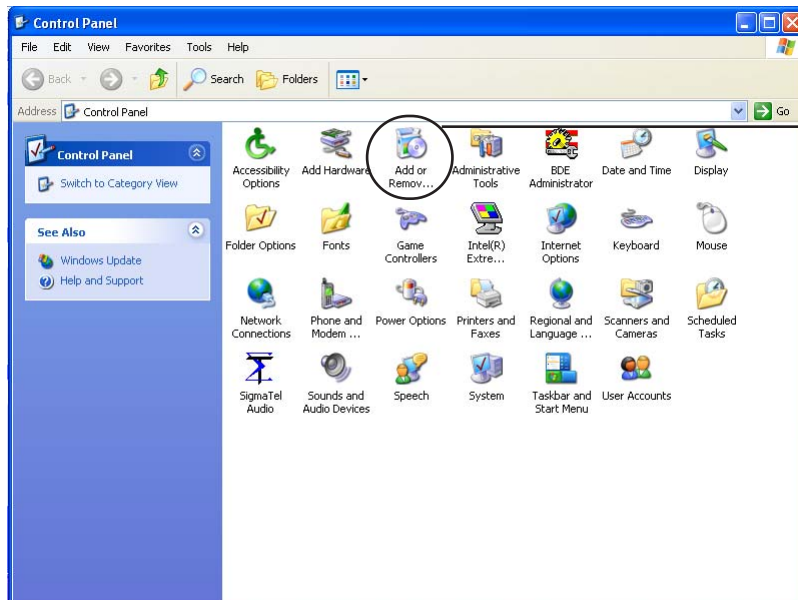 Control Panel
File Edit View Favorites Tools Help
Back Search Folders
Address Control Panel Go
Control Panel
Switch to Category View
See Also
Windows Update
Help and Support
Accessibility Options
Add Hardware
Add or Remov...
Administrative Tools
BDE Administrator
Date and Time
Display
Folder Options
Fonts
Game Controllers
Intel(R) Extre...
Internet Options
Keyboard
Mouse
Network Connections
Phone and Modem ...
Power Options
Printers and Faxes
Regional and Language ...
Scanners and Cameras
Scheduled Tasks
SigmaTel Audio
Sounds and Audio Devices
Speech
System
Taskbar and Start Menu
User Accounts